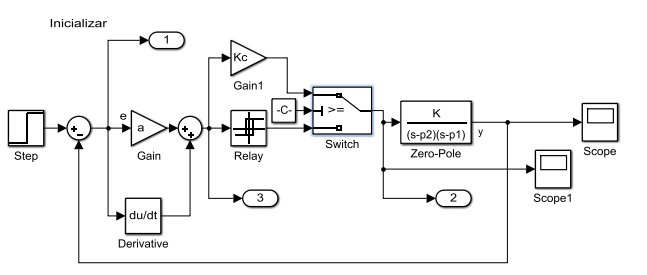 Inicializar
1
Kc
Gain1
-C-
>=
Switch
K
(s-p2)(s-p1)
Zero-Pole
y
Scope
Scope1
Step
e
a
Gain
Relay
3
2
du/dt
Derivative